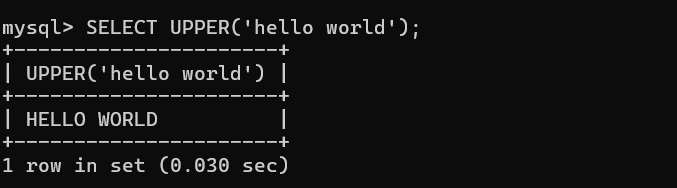 mysql> SELECT UPPER('hello world');
+----------------------+
| UPPER('hello world') |
+----------------------+
| HELLO WORLD          |
+----------------------+
1 row in set (0.030 sec)